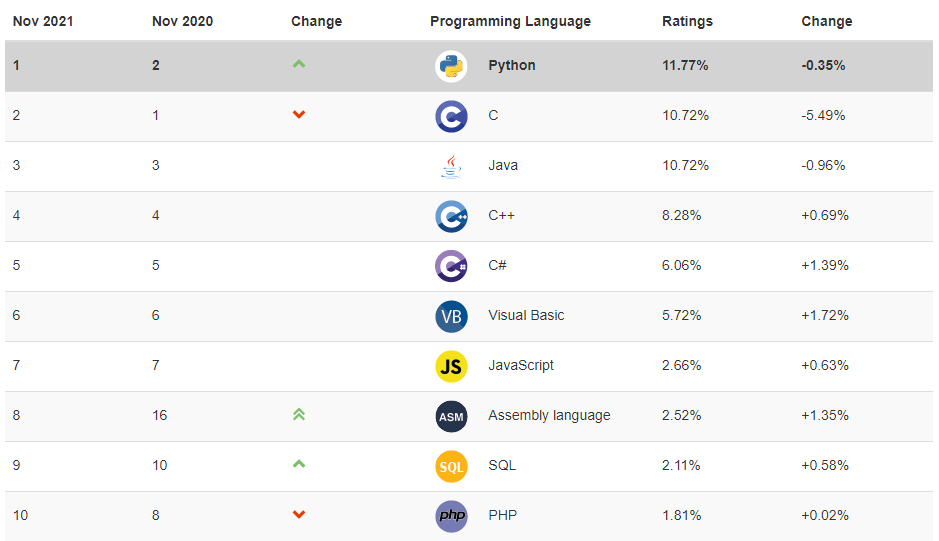 Nov 2021 Nov 2020 Change Programming Language Ratings Change
1 2 Python 11.77% -0.35%
2 1 C 10.72% -5.49%
3 3 Java 10.72% -0.96%
4 4 C++ 8.28% +0.69%
5 5 C# 6.06% +1.39%
6 6 VB Visual Basic 5.72% +1.72%
7 7 JS JavaScript 2.66% +0.63%
8 16 ASM Assembly language 2.52% +1.35%
9 10 SQL SQL 2.11% +0.58%
10 8 php PHP 1.81% +0.02%